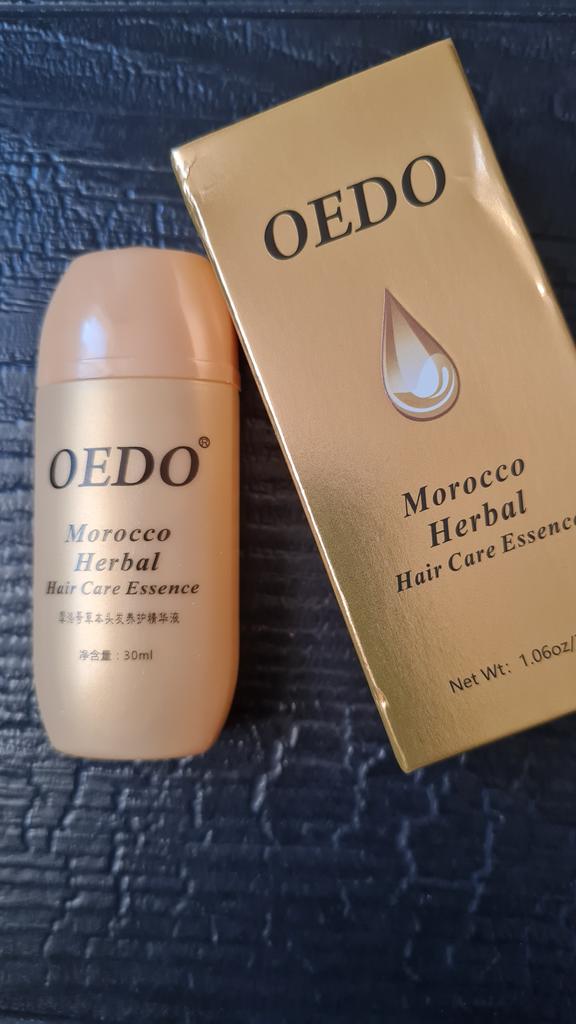 OEDO®
Morocco
Herbal
Hair Care Essence
摩洛哥草本头发养护精华液
净含量：30ml
OEDO
Morocco
Herbal
Hair Care Essence
Net Wt: 1.06oz/